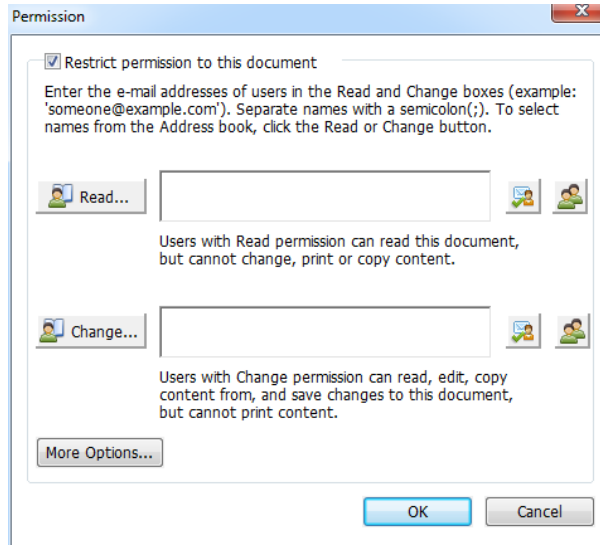 Permission
Restrict permission to this document
Enter the e-mail addresses of users in the Read and Change boxes (example:
'someone@example.com'). Separate names with a semicolon(;). To select
names from the Address book, click the Read or Change button.
Read...
Users with Read permission can read this document,
but cannot change, print or copy content.
Change...
Users with Change permission can read, edit, copy
content from, and save changes to this document,
but cannot print content.
More Options...
OK
Cancel